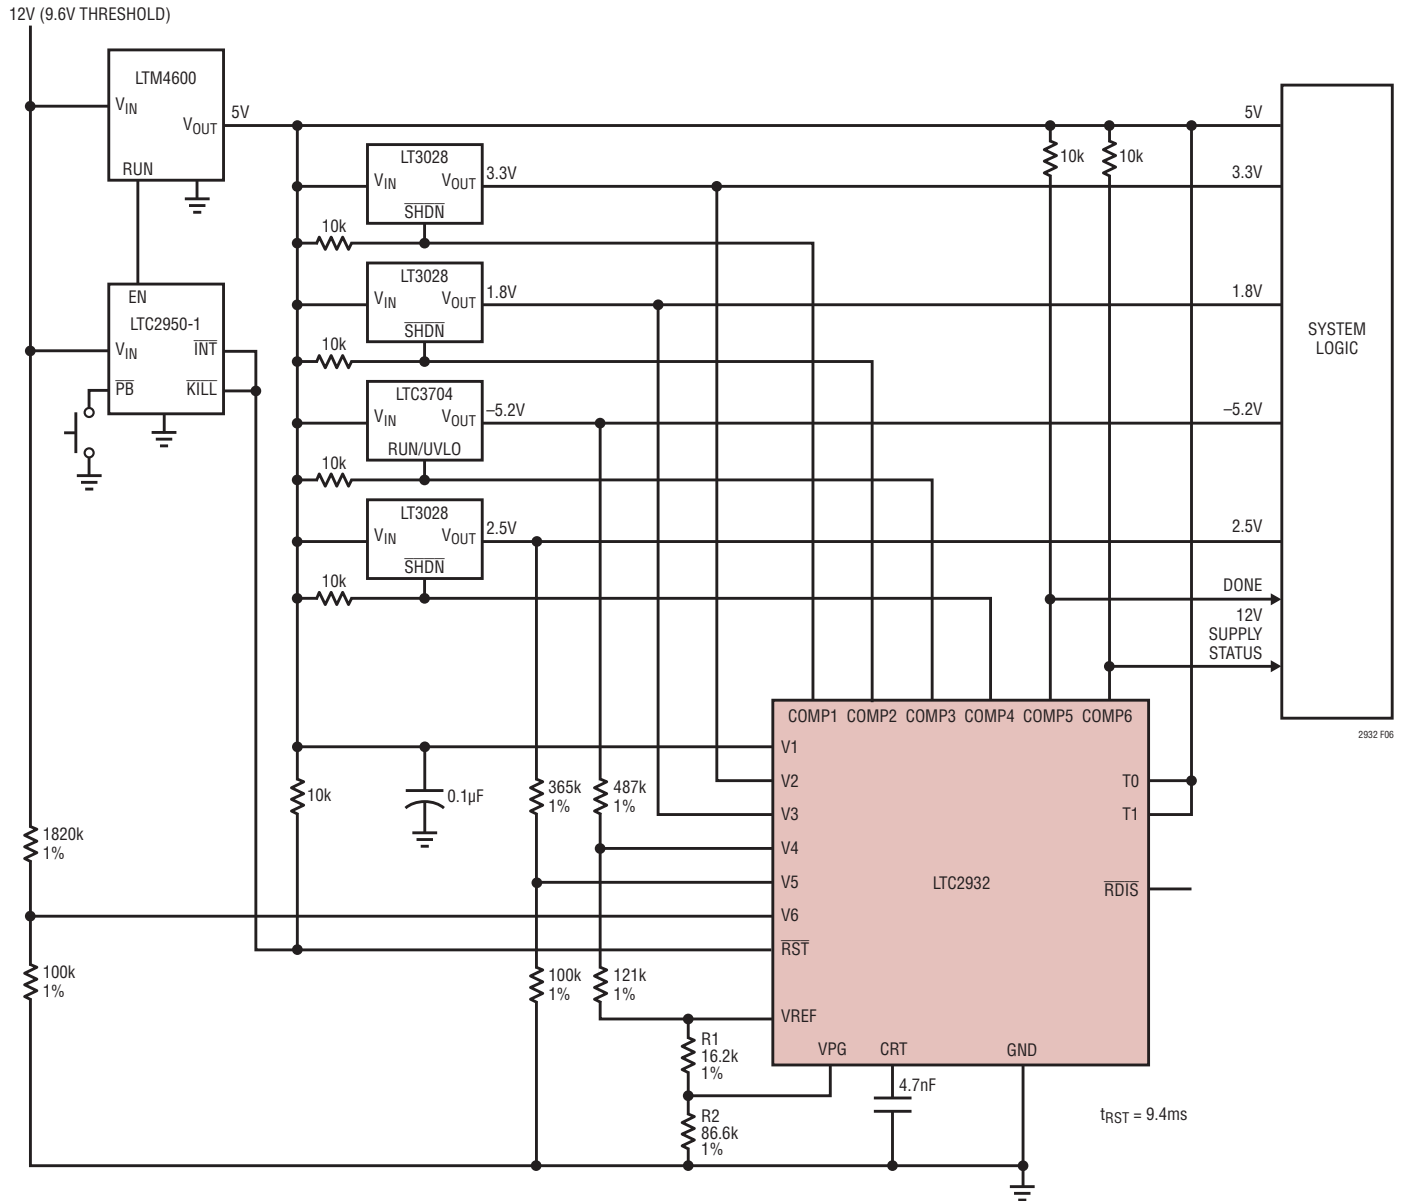 12V (9.6V THRESHOLD)
LTM4600
VIN
VOUT
RUN
5V
5V
LT3028
VIN
VOUT
SHDN
3.3V
10k
10k
3.3V
10k
EN
LTC2950-1
VIN
INT
PB
KILL
LT3028
VIN
VOUT
SHDN
1.8V
1.8V
10k
SYSTEM
LOGIC
LTC3704
VIN
VOUT
RUN/UVLO
–5.2V
–5.2V
10k
LT3028
VIN
VOUT
SHDN
2.5V
2.5V
10k
DONE
12V
SUPPLY
STATUS
COMP1
COMP2
COMP3
COMP4
COMP5
COMP6
2932 F06
V1
V2
V3
V4
V5
V6
RST
VREF
VPG
CRT
GND
T0
T1
RDIS
LTC2932
10k
0.1µF
365k
1%
487k
1%
1820k
1%
100k
1%
100k
1%
121k
1%
R1
16.2k
1%
R2
86.6k
1%
4.7nF
tRST = 9.4ms